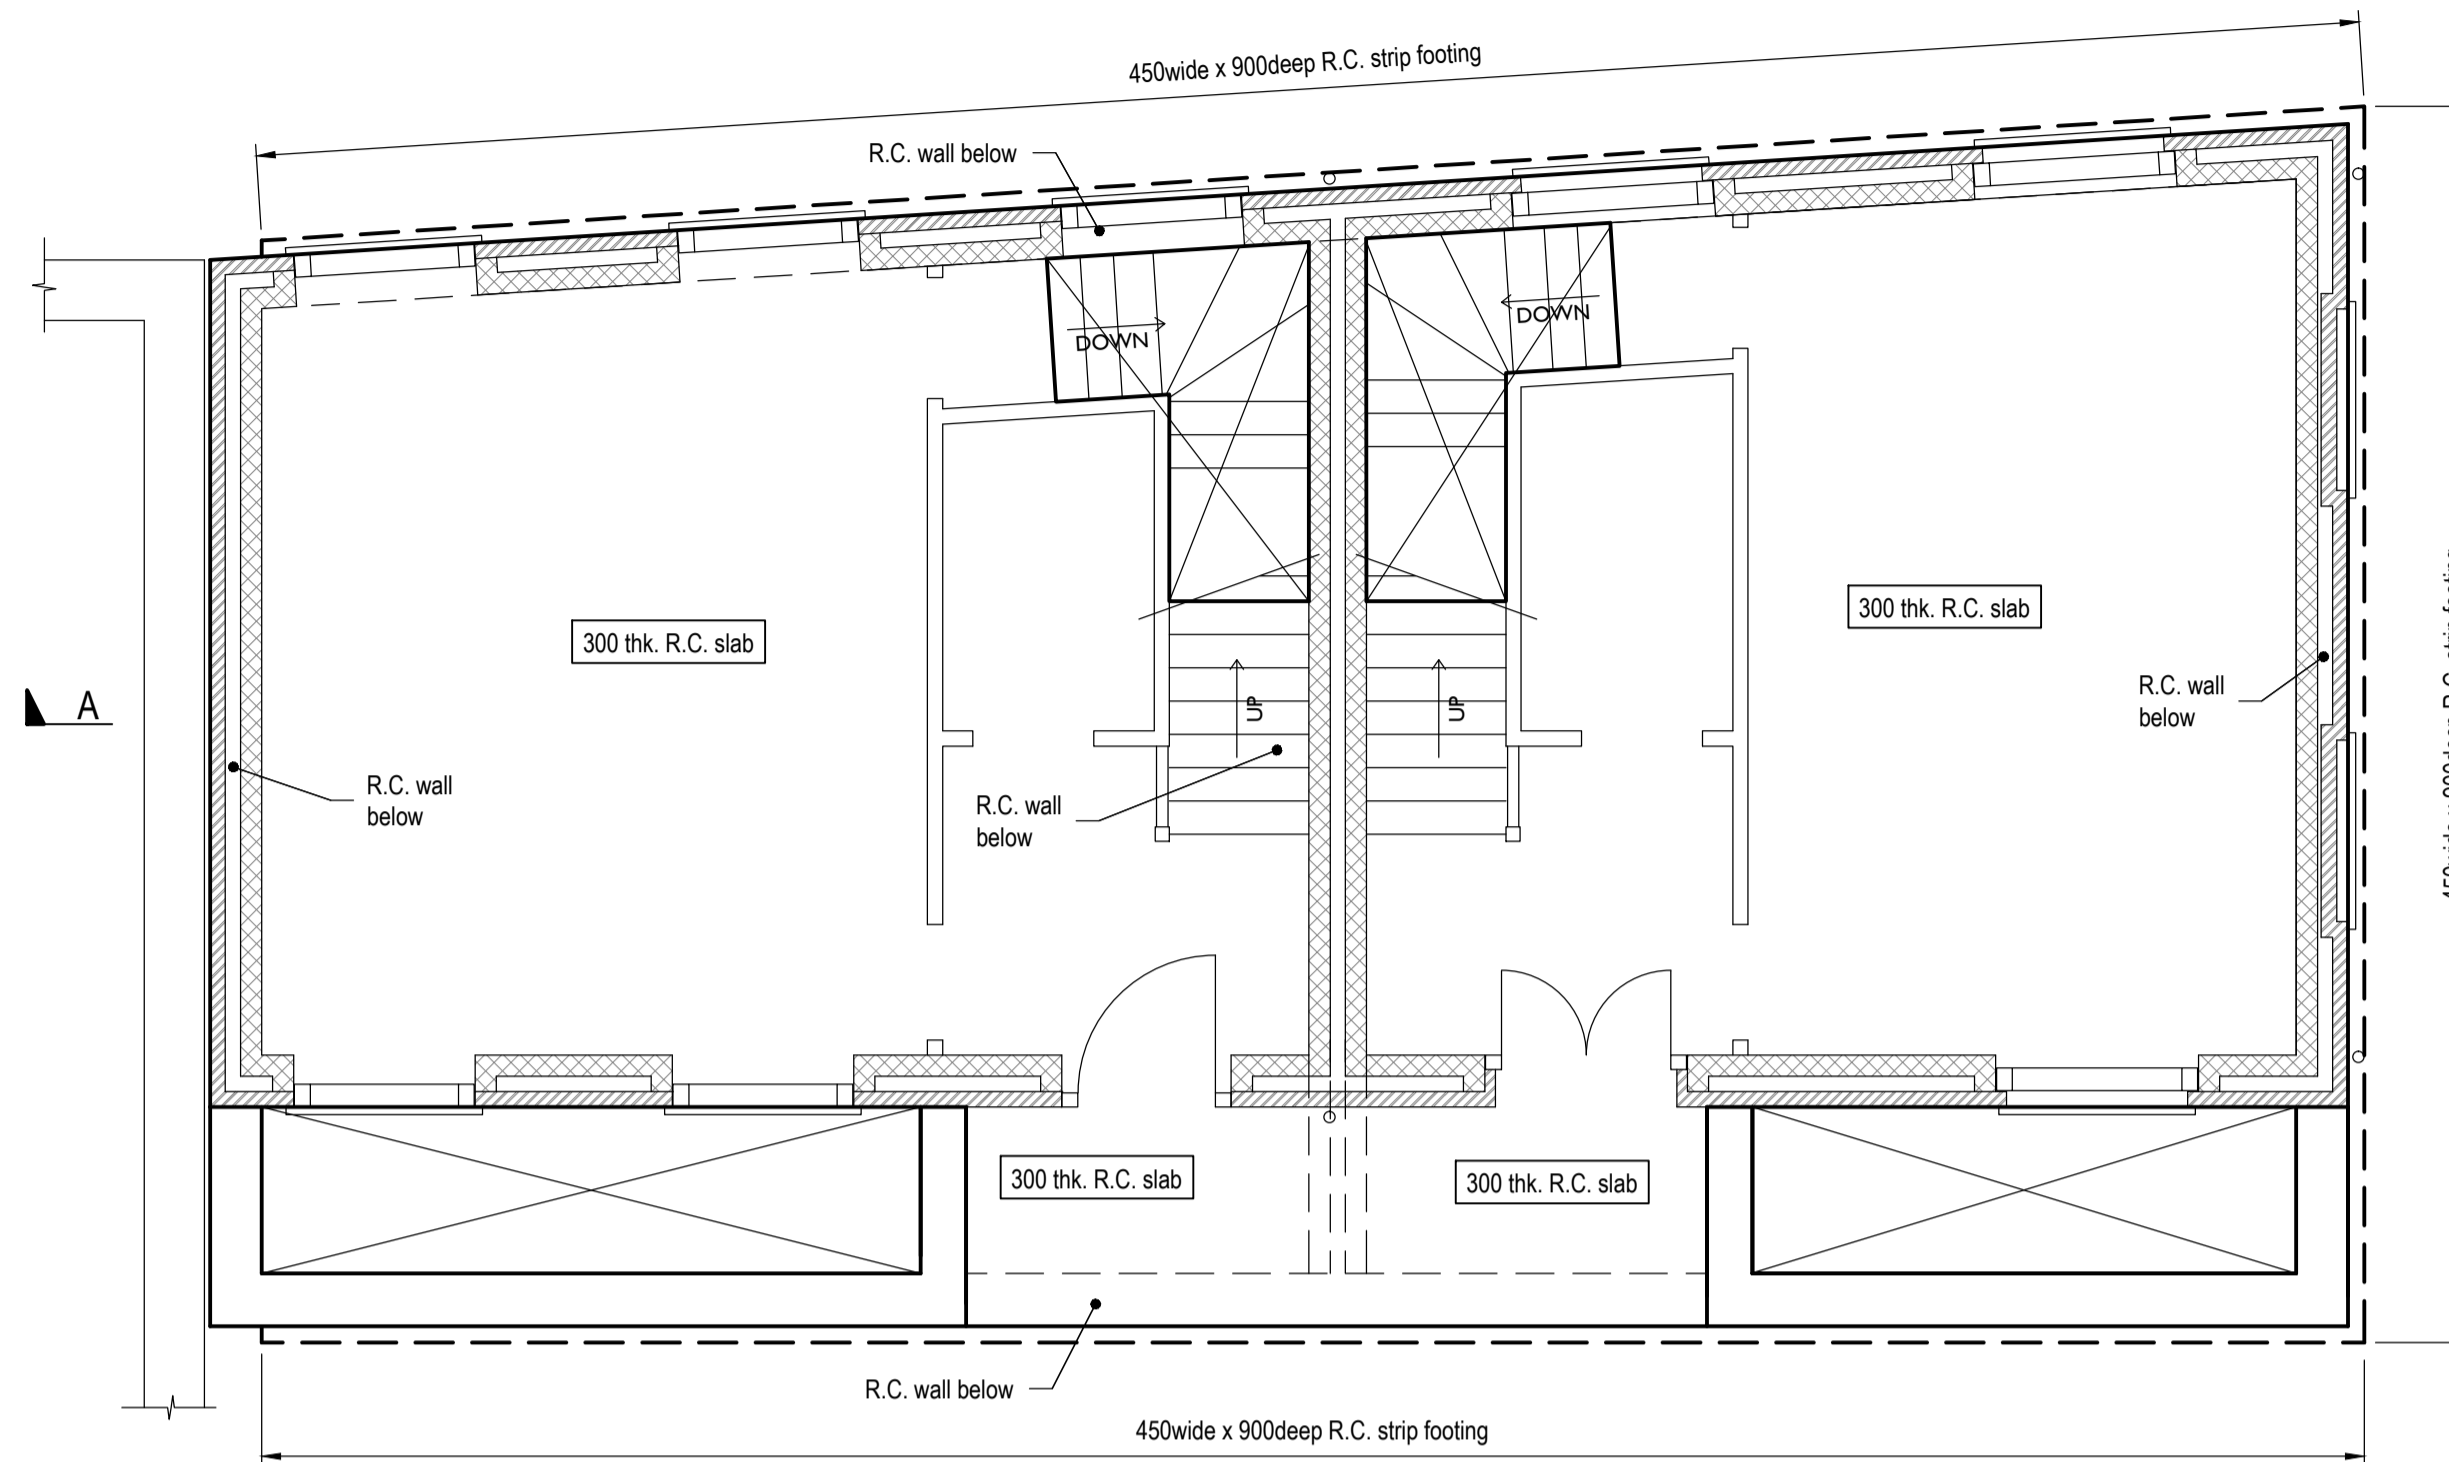 450wide x 900deep R.C. strip footing
R.C. wall below
DOWN
DOWN
300 thk. R.C. slab
300 thk. R.C. slab
R.C. wall
below
A
UP
UP
R.C. wall
below
R.C. wall
below
300 thk. R.C. slab
300 thk. R.C. slab
R.C. wall below
450wide x 900deep R.C. strip footing